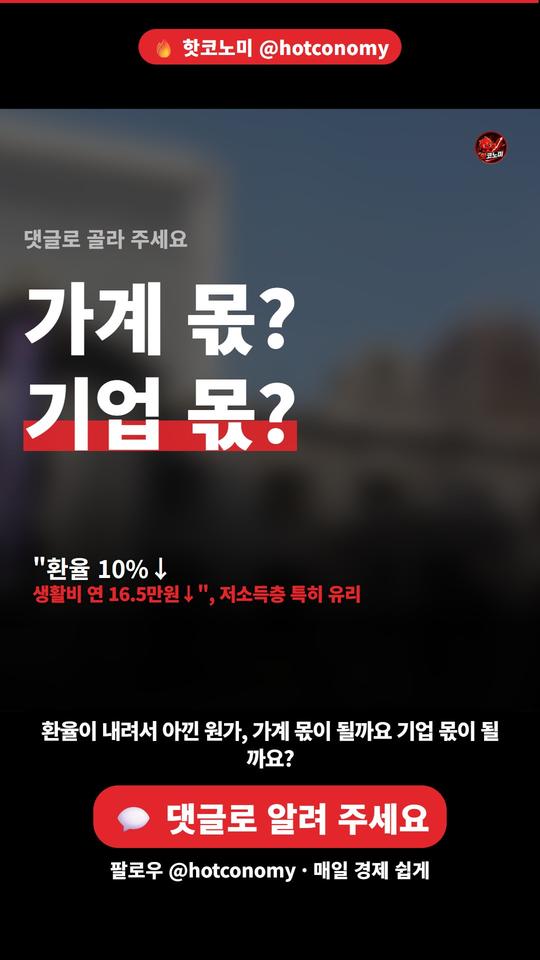 🔥 핫코노미 @hotconomy
코노미
댓글로 골라 주세요
가계 몫?
기업 몫?
"환율 10%↓
생활비 연 16.5만원↓", 저소득층 특히 유리
환율이 내려서 아낀 원가, 가계 몫이 될까요 기업 몫이 될
까요?
💬 댓글로 알려 주세요
팔로우 @hotconomy · 매일 경제 쉽게